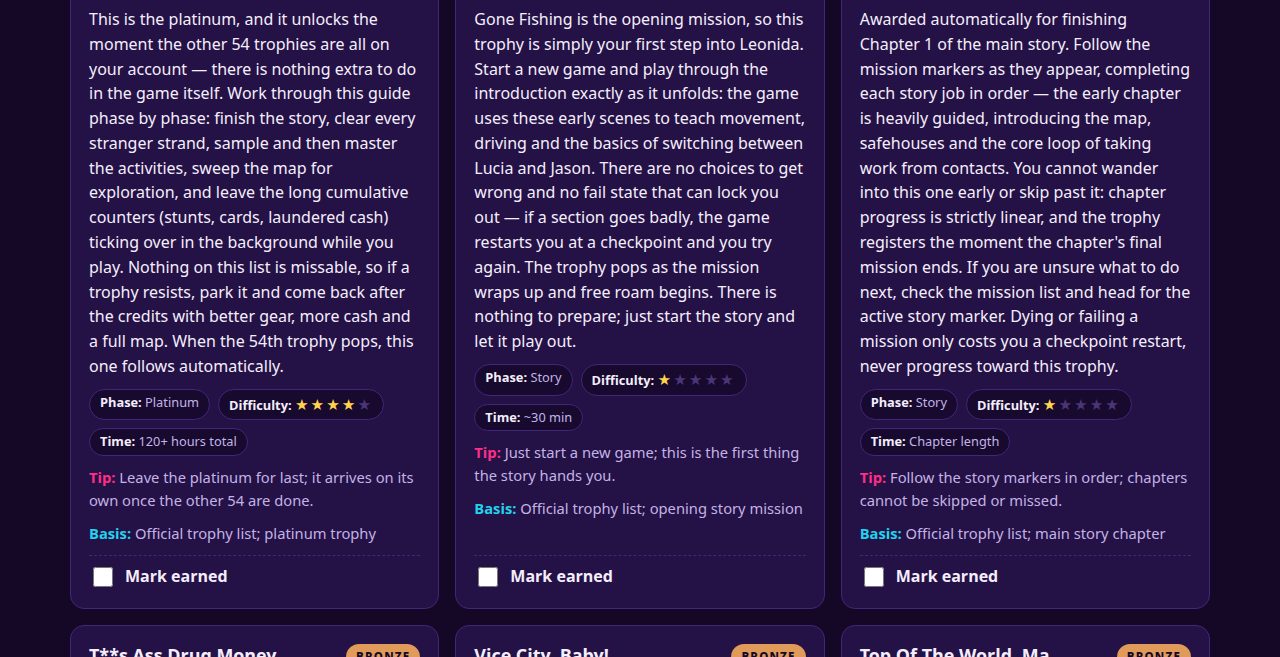 This is the platinum, and it unlocks the
moment the other 54 trophies are all on
your account — there is nothing extra to do
in the game itself. Work through this guide
phase by phase: finish the story, clear every
stranger strand, sample and then master
the activities, sweep the map for
exploration, and leave the long cumulative
counters (stunts, cards, laundered cash)
ticking over in the background while you
play. Nothing on this list is missable, so if a
trophy resists, park it and come back after
the credits with better gear, more cash and
a full map. When the 54th trophy pops, this
one follows automatically.
Phase: Platinum
Difficulty: ★★★★★
Time: 120+ hours total
Tip: Leave the platinum for last; it arrives on its
own once the other 54 are done.
Basis: Official trophy list; platinum trophy
Mark earned
Gone Fishing is the opening mission, so this
trophy is simply your first step into Leonida.
Start a new game and play through the
introduction exactly as it unfolds: the game
uses these early scenes to teach movement,
driving and the basics of switching between
Lucia and Jason. There are no choices to get
wrong and no fail state that can lock you
out — if a section goes badly, the game
restarts you at a checkpoint and you try
again. The trophy pops as the mission
wraps up and free roam begins. There is
nothing to prepare; just start the story and
let it play out.
Phase: Story
Difficulty: ★★★★★
Time: ~30 min
Tip: Just start a new game; this is the first thing
the story hands you.
Basis: Official trophy list; opening story mission
Mark earned
Awarded automatically for finishing
Chapter 1 of the main story. Follow the
mission markers as they appear, completing
each story job in order — the early chapter
is heavily guided, introducing the map,
safehouses and the core loop of taking
work from contacts. You cannot wander
into this one early or skip past it: chapter
progress is strictly linear, and the trophy
registers the moment the chapter's final
mission ends. If you are unsure what to do
next, check the mission list and head for the
active story marker. Dying or failing a
mission only costs you a checkpoint restart,
never progress toward this trophy.
Phase: Story
Difficulty: ★★★★★
Time: Chapter length
Tip: Follow the story markers in order; chapters
cannot be skipped or missed.
Basis: Official trophy list; main story chapter
Mark earned
T**s Ass Drug Money
BRONZE
Vice City, Baby!
BRONZE
Top Of The World, Ma
BRONZE